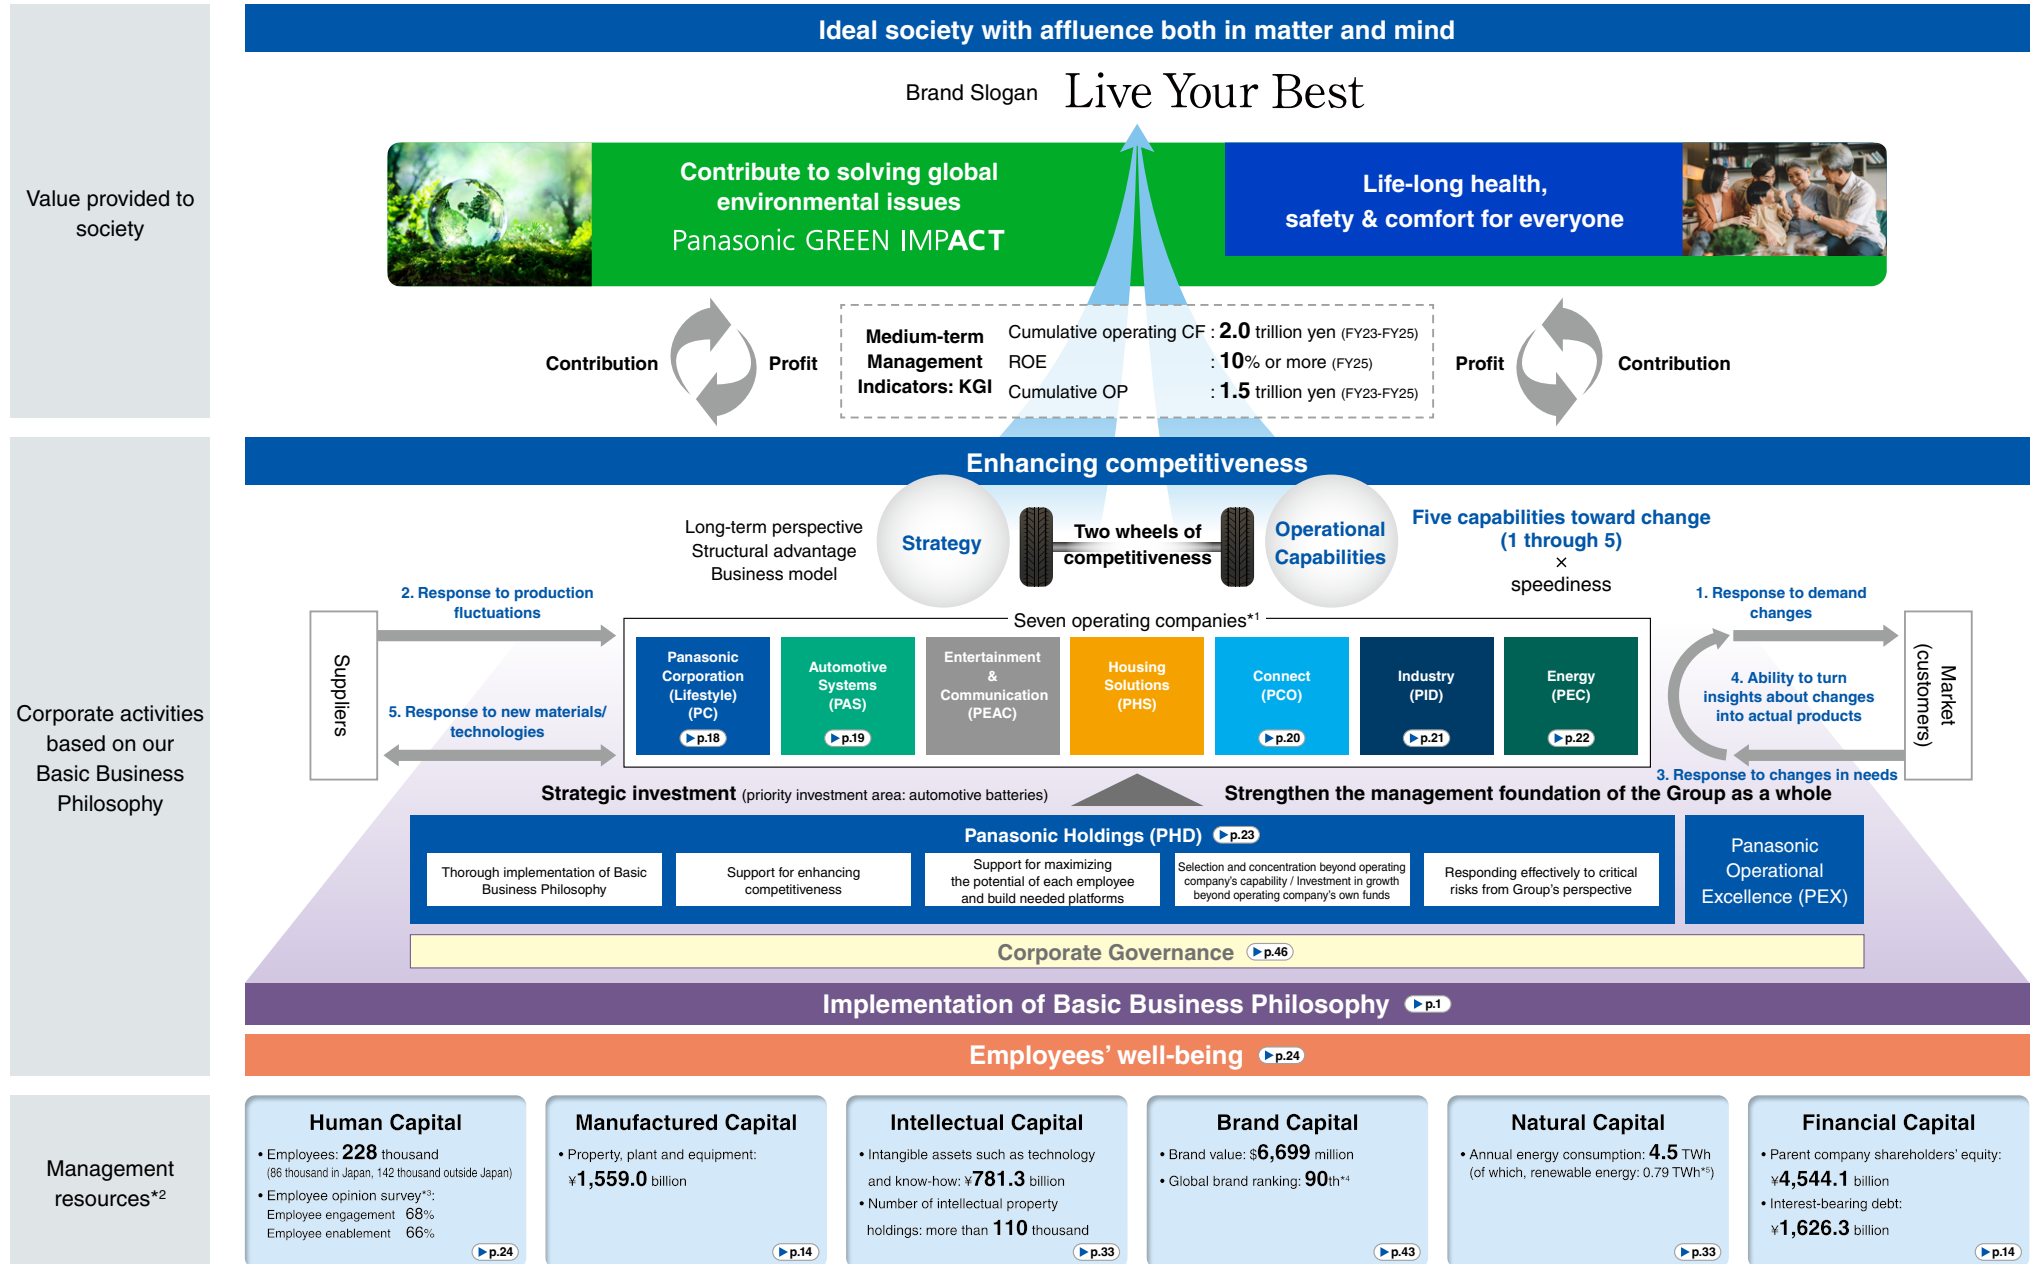 Ideal society with affluence both in matter and mind
Value provided to
society
Brand Slogan Live Your Best
Contribute to solving global
environmental issues
Panasonic GREEN IMPACT
Life-long health,
safety & comfort for everyone
Contribution
Profit
Medium-term
Management
Indicators: KGI
Cumulative operating CF : 2.0 trillion yen (FY23-FY25)
ROE : 10% or more (FY25)
Cumulative OP : 1.5 trillion yen (FY23-FY25)
Profit
Contribution
Corporate activities
based on our
Basic Business
Philosophy
Enhancing competitiveness
Long-term perspective
Structural advantage
Business model
Strategy
Two wheels of
competitiveness
Operational
Capabilities
Five capabilities toward change
(1 through 5)
×
speediness
Suppliers
2. Response to production
fluctuations
5. Response to new materials/
technologies
Seven operating companies*1
Panasonic
Corporation
(Lifestyle)
(PC)
p.18
Automotive
Systems
(PAS)
p.19
Entertainment
&
Communication
(PEAC)
Housing
Solutions
(PHS)
Connect
(PCO)
p.20
Industry
(PID)
p.21
Energy
(PEC)
p.22
1. Response to demand
changes
4. Ability to turn
insights about changes
into actual products
3. Response to changes in needs
Market
(customers)
Strategic investment (priority investment area: automotive batteries)
Strengthen the management foundation of the Group as a whole
Panasonic Holdings (PHD) p.23
Thorough implementation of Basic
Business Philosophy
Support for enhancing
competitiveness
Support for maximizing
the potential of each employee
and build needed platforms
Selection and concentration beyond operating
company's capability / Investment in growth
beyond operating company's own funds
Responding effectively to critical
risks from Group's perspective
Panasonic
Operational
Excellence (PEX)
Corporate Governance p.46
Implementation of Basic Business Philosophy p.1
Employees' well-being p.24
Management
resources*2
Human Capital
• Employees: 228 thousand
(86 thousand in Japan, 142 thousand outside Japan)
• Employee opinion survey*3:
Employee engagement 68%
Employee enablement 66%
p.24
Manufactured Capital
• Property, plant and equipment:
¥1,559.0 billion
p.14
Intellectual Capital
• Intangible assets such as technology
and know-how: ¥781.3 billion
• Number of intellectual property
holdings: more than 110 thousand
p.33
Brand Capital
• Brand value: $6,699 million
• Global brand ranking: 90th*4
p.43
Natural Capital
• Annual energy consumption: 4.5 TWh
(of which, renewable energy: 0.79 TWh*5)
p.33
Financial Capital
• Parent company shareholders' equity:
¥4,544.1 billion
• Interest-bearing debt:
¥1,626.3 billion
p.14